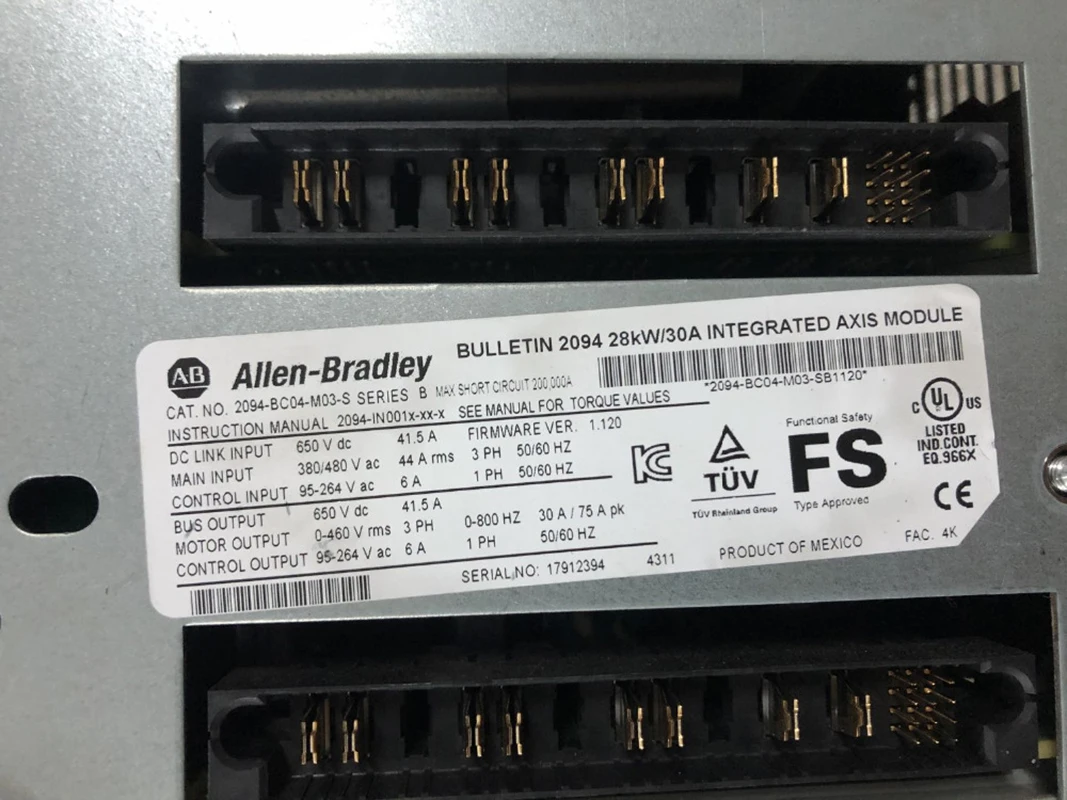 BULLETIN 2094 28kW/30A INTEGRATED AXIS MODULE
AB Allen-Bradley
*2094-BC04-M03-SB1120*
CAT. NO. 2094-BC04-M03-S SERIES B MAX SHORT CIRCUIT 200,000A
INSTRUCTION MANUAL 2094-IN001x-xx-x SEE MANUAL FOR TORQUE VALUES
DC LINK INPUT 650 V dc 41.5 A FIRMWARE VER. 1.120
MAIN INPUT 380/480 V ac 44 A rms 3 PH 50/60 HZ
CONTROL INPUT 95-264 V ac 6 A 1 PH 50/60 HZ
BUS OUTPUT 650 V dc 41.5 A
MOTOR OUTPUT 0-460 V rms 3 PH 0-800 HZ 30 A / 75 A pk
CONTROL OUTPUT 95-264 V ac 6 A 1 PH 50/60 HZ
SERIAL NO: 17912394 4311 PRODUCT OF MEXICO FAC. 4K
KC
TÜV
TÜV Rheinland Group
Functional Safety
FS
Type Approved
C UL US
LISTED
IND.CONT.
EQ.966X
CE